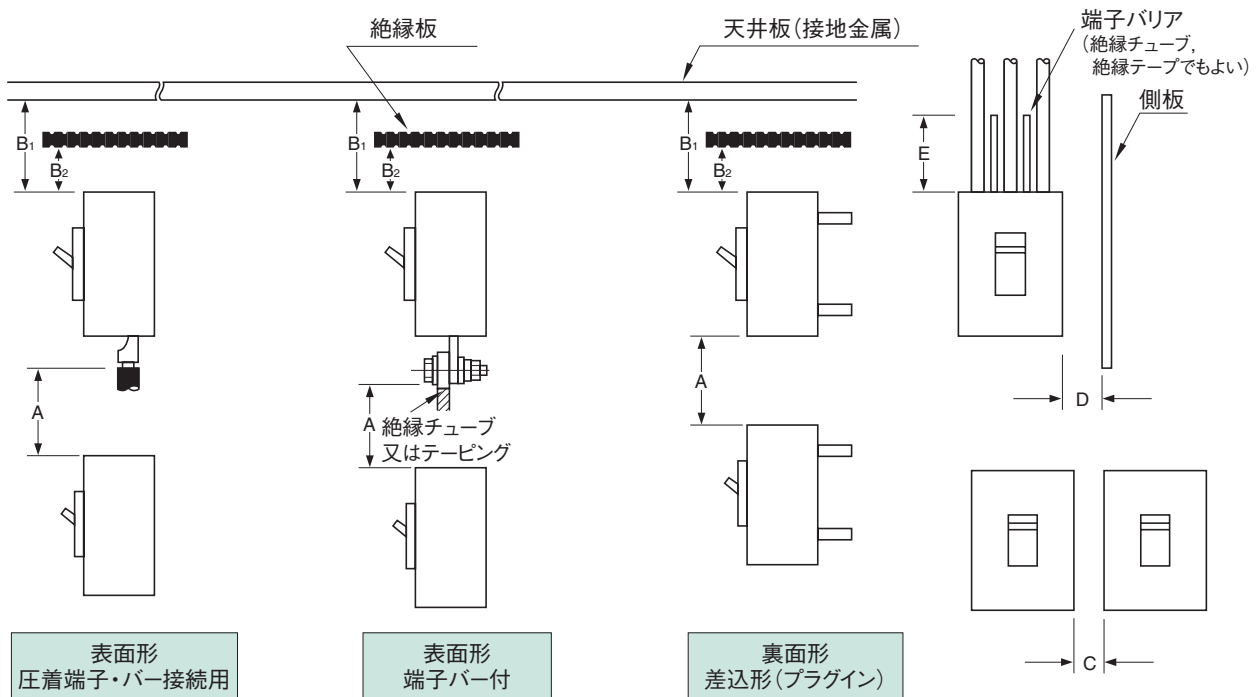 絶縁板
天井板(接地金属)
端子バリア
(絶縁チューブ,
絶縁テープでもよい)
側板
B1
B2
B1
B2
B1
B2
E
A
A
絶縁チューブ
又はテーピング
A
D
C
表面形
圧着端子・バー接続用
表面形
端子バー付
裏面形
差込形(プラグイン)